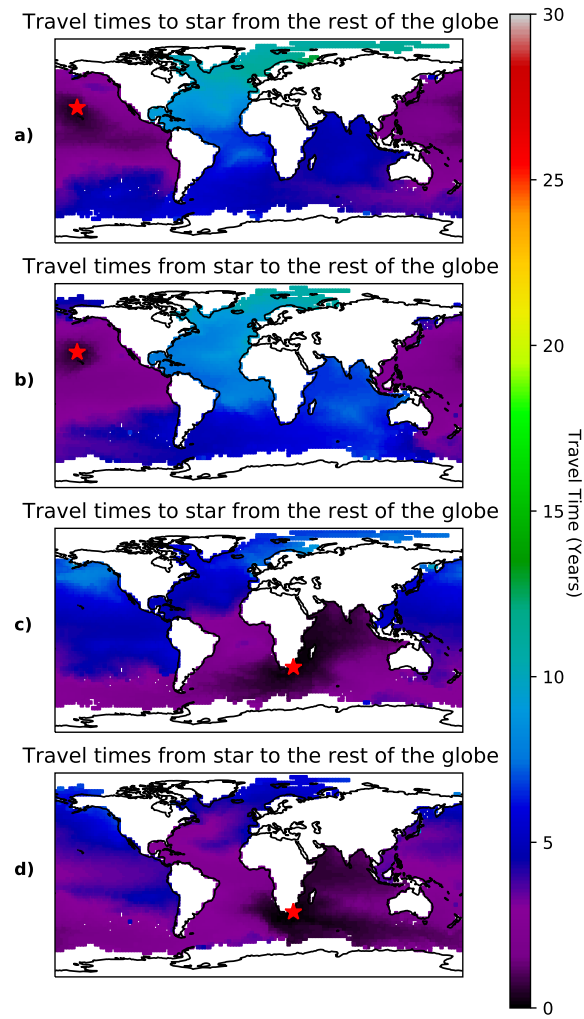 Travel times to star from the rest of the globe
a)
Travel times from star to the rest of the globe
b)
Travel times to star from the rest of the globe
c)
Travel times from star to the rest of the globe
d)
30
25
20
15
10
5
0
Travel Time (Years)